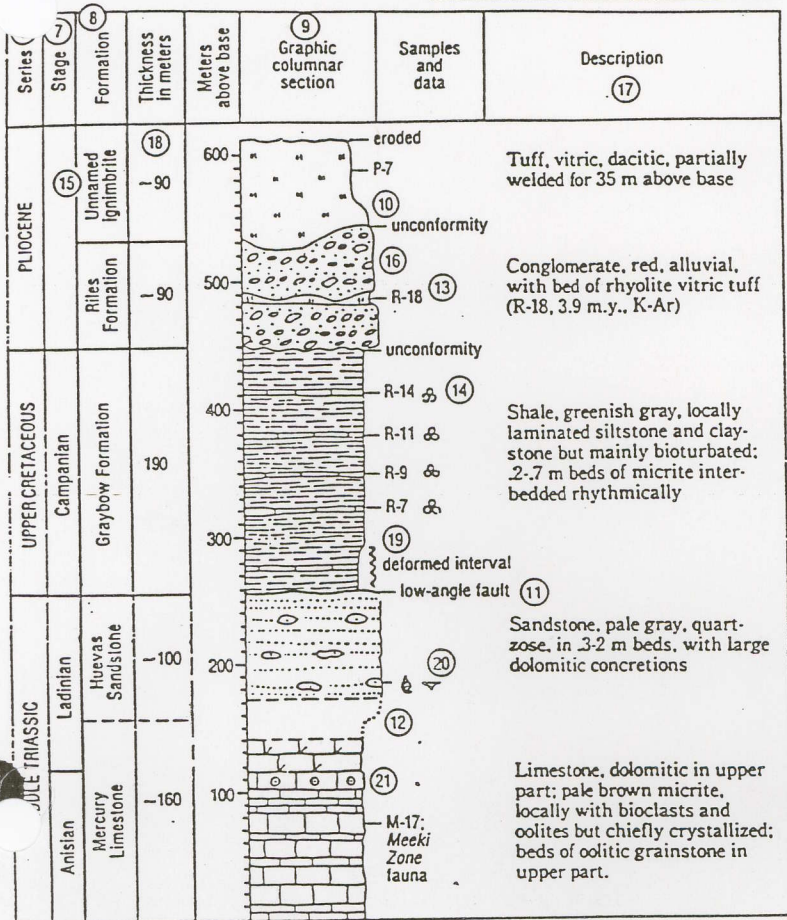 Series
7
Stage
8
Formation
Thickness
in meters
Meters
above base
9
Graphic
columnar
section
Samples
and
data
Description
17
PLIOCENE
15
Unnamed
ignimbrite
18
~90
600
eroded
P-7
10
unconformity
Tuff, vitric, dacitic, partially
welded for 35 m above base
Riles
Formation
~90
500
16
13
R-18
unconformity
Conglomerate, red, alluvial,
with bed of rhyolite vitric tuff
(R-18, 3.9 m.y., K-Ar)
UPPER CRETACEOUS
Campanian
Graybow Formation
190
400
300
R-14
14
R-11
R-9
R-7
19
deformed interval
low-angle fault
11
Shale, greenish gray, locally
laminated siltstone and clay-
stone but mainly bioturbated;
.2-.7 m beds of micrite inter-
bedded rhythmically
DLE TRIASSIC
Ladinian
Huevas
Sandstone
~100
200
20
12
Sandstone, pale gray, quart-
zose, in .3-2 m beds, with large
dolomitic concretions
Anisian
Mercury
Limestone
~160
100
21
M-17;
Meeki
Zone
fauna
Limestone, dolomitic in upper
part; pale brown micrite,
locally with bioclasts and
oolites but chiefly crystallized;
beds of oolitic grainstone in
upper part.